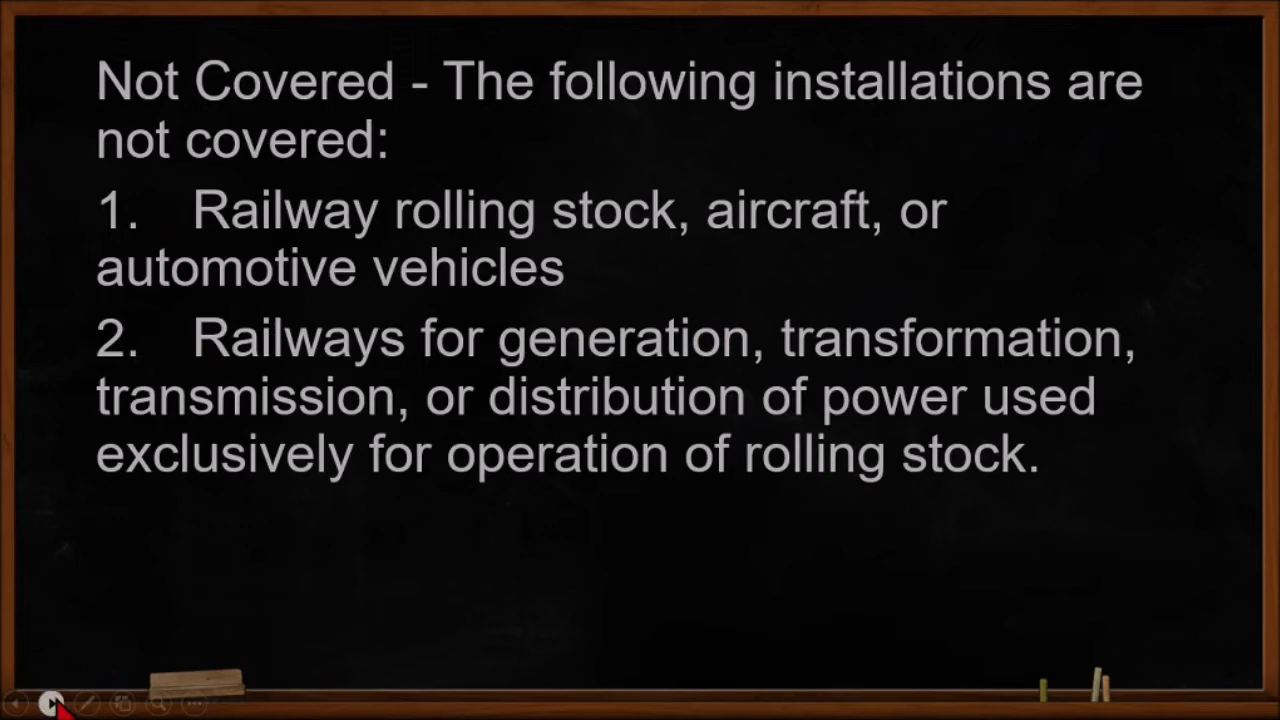 Not Covered - The following installations are
not covered:
1. Railway rolling stock, aircraft, or
automotive vehicles
2. Railways for generation, transformation,
transmission, or distribution of power used
exclusively for operation of rolling stock.